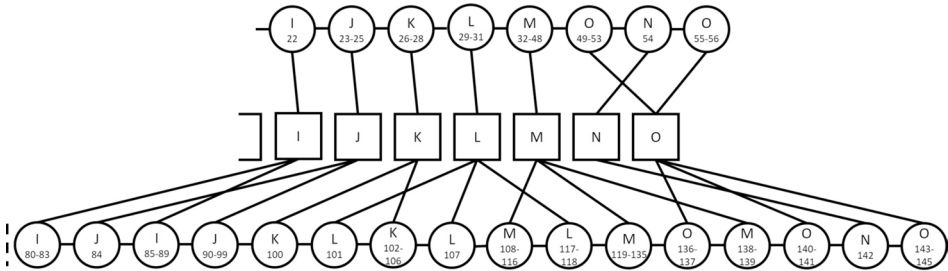 I J K L M O N O
22 23-25 26-28 29-31 32-48 49-53 54 55-56
I J K L M N O
I J I J K L K L M L M O M O N O
80-83 84 85-89 90-99 100 101 102-106 107 108-116 117-118 119-135 136-137 138-139 140-141 142 143-145